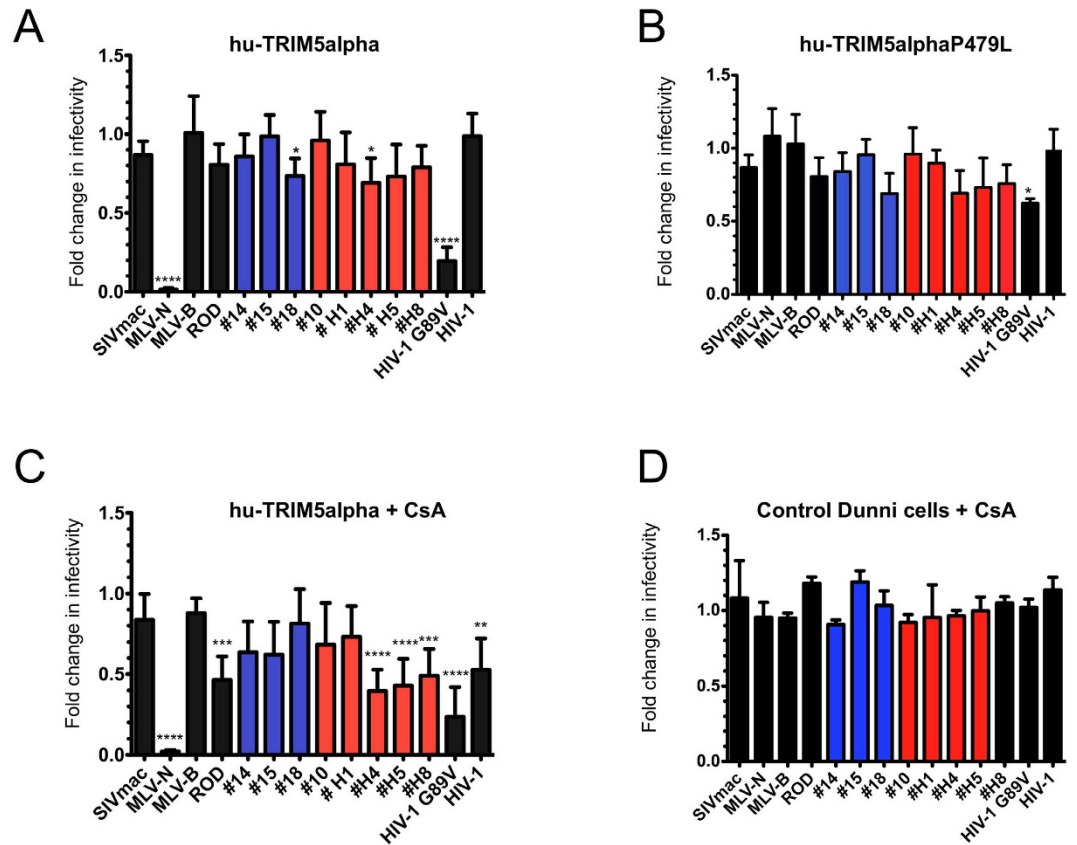 A
hu-TRIM5alpha
Fold change in infectivity
1.5
1.0
0.5
0.0
****
*
*
****
SIVmac
MLV-N
MLV-B
ROD
#14
#15
#18
#10
# H1
#H4
# H5
#H8
HIV-1 G89V
HIV-1
B
hu-TRIM5alphaP479L
Fold change in infectivity
1.5
1.0
0.5
0.0
*
SIVmac
MLV-N
MLV-B
ROD
#14
#15
#18
#10
#H1
#H4
#H5
#H8
HIV-1 G89V
HIV-1
C
hu-TRIM5alpha + CsA
Fold change in infectivity
1.5
1.0
0.5
0.0
****
***
****
****
***
****
**
SIVmac
MLV-N
MLV-B
ROD
#14
#15
#18
#10
# H1
#H4
#H5
#H8
HIV-1 G89V
HIV-1
D
Control Dunni cells + CsA
Fold change in infectivity
1.5
1.0
0.5
0.0
SIVmac
MLV-N
MLV-B
ROD
#14
#15
#18
#10
#H1
#H4
#H5
#H8
HIV-1 G89V
HIV-1